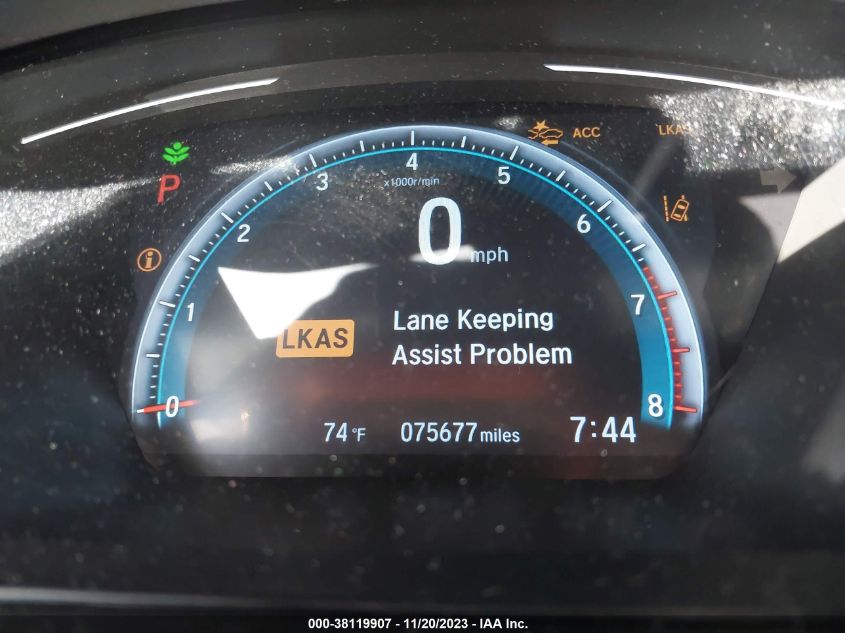 ACC
LKAS
P
4
3
5
x1000r/min
2
6
0 mph
1
7
LKAS
Lane Keeping
Assist Problem
0
8
74 °F
075677 miles
7:44
000-38119907 - 11/20/2023 - IAA Inc.